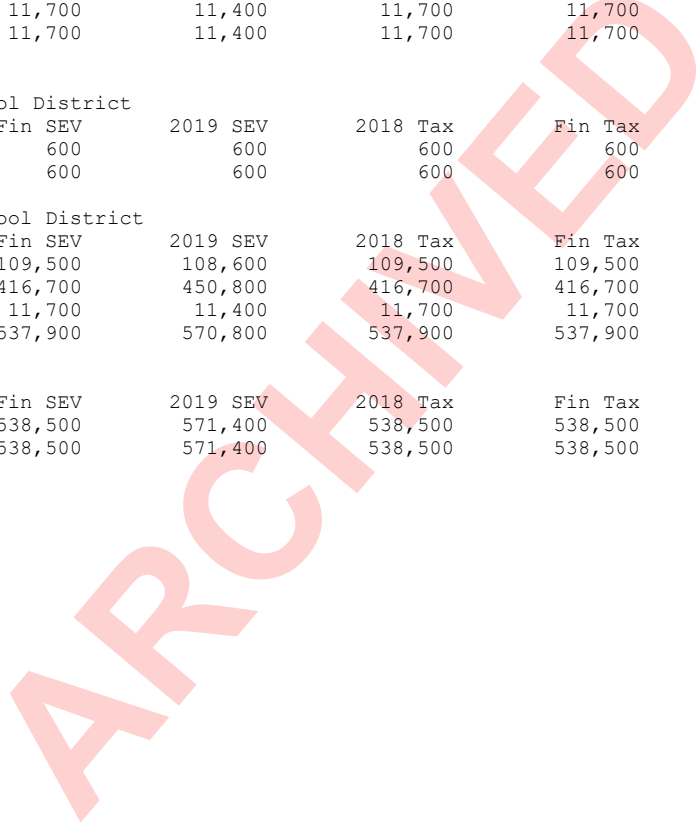 11,700 11,400 11,700 11,700
11,700 11,400 11,700 11,700
ol District
Fin SEV 2019 SEV 2018 Tax Fin Tax
600 600 600 600
600 600 600 600
ool District
Fin SEV 2019 SEV 2018 Tax Fin Tax
109,500 108,600 109,500 109,500
416,700 450,800 416,700 416,700
11,700 11,400 11,700 11,700
537,900 570,800 537,900 537,900
Fin SEV 2019 SEV 2018 Tax Fin Tax
538,500 571,400 538,500 538,500
538,500 571,400 538,500 538,500
ARCHIVED